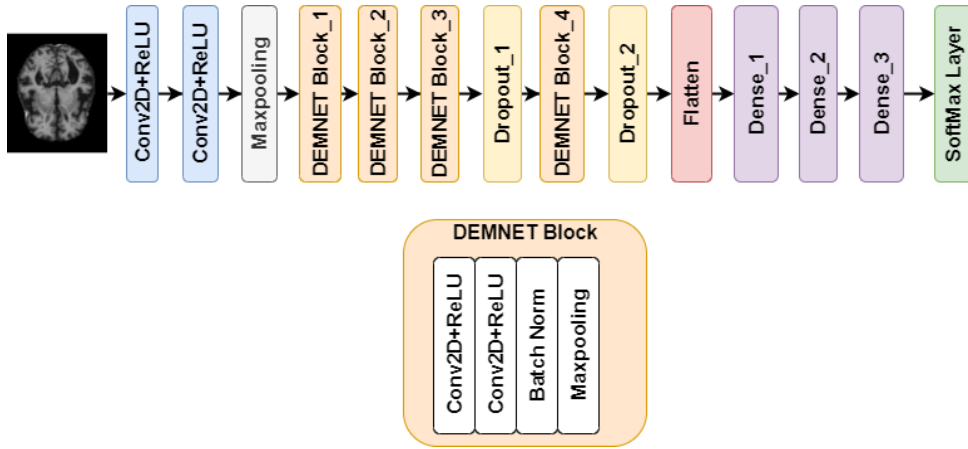 Conv2D+ReLU
Conv2D+ReLU
Maxpooling
DEMNET Block_1
DEMNET Block_2
DEMNET Block_3
Dropout_1
DEMNET Block_4
Dropout_2
Flatten
Dense_1
Dense_2
Dense_3
SoftMax Layer
DEMNET Block
Conv2D+ReLU
Conv2D+ReLU
Batch Norm
Maxpooling